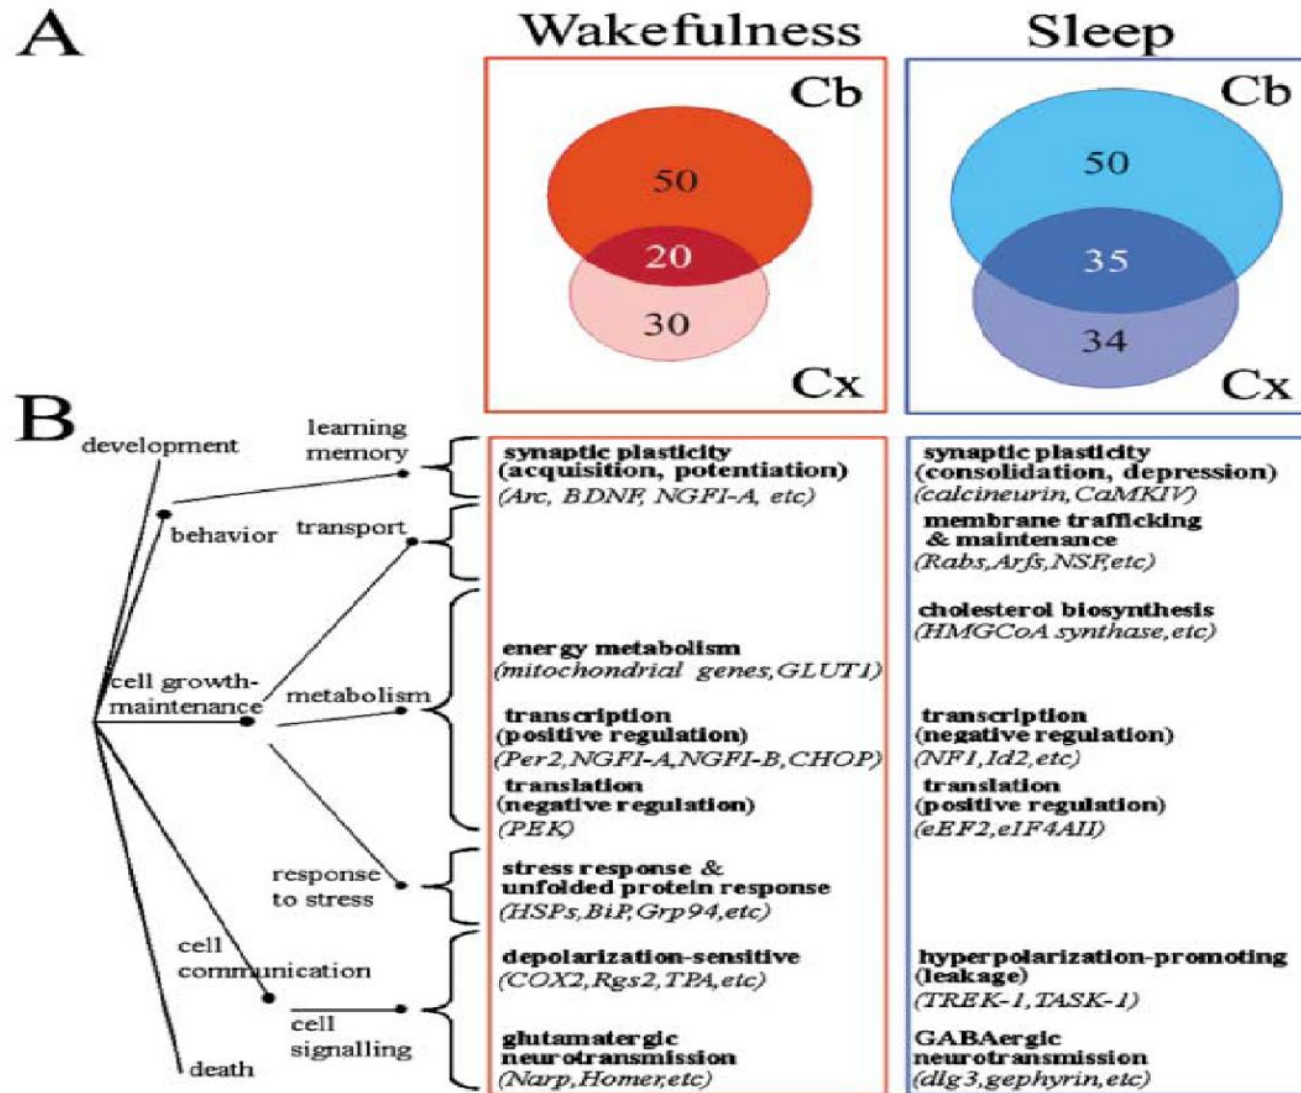 A
Wakefulness
Sleep
Cb
50
20
30
Cx
Cb
50
35
34
Cx
B
development
learning
memory
behavior
transport
cell growth-
maintenance
metabolism
response
to stress
cell
communication
cell
signalling
death
synaptic plasticity
(acquisition, potentiation)
(Arc, BDNF, NGFI-A, etc)
energy metabolism
(mitochondrial genes,GLUT1)
transcription
(positive regulation)
(Per2,NGFI-A,NGFI-B,CHOP)
translation
(negative regulation)
(PEK)
stress response &
unfolded protein response
(HSPs,BiP,Grp94,etc)
depolarization-sensitive
(COX2,Rgs2,TPA,etc)
glutamatergic
neurotransmission
(Narp,Homer,etc)
synaptic plasticity
(consolidation, depression)
(calcineurin,CaMKIV)
membrane trafficking
& maintenance
(Rabs,Arfs,NSF,etc)
cholesterol biosynthesis
(HMGCoA synthase,etc)
transcription
(negative regulation)
(NF1,Id2,etc)
translation
(positive regulation)
(eEF2,eIF4AII)
hyperpolarization-promoting
(leakage)
(TREK-1,TASK-1)
GABAergic
neurotransmission
(dlg3,gephyrin,etc)